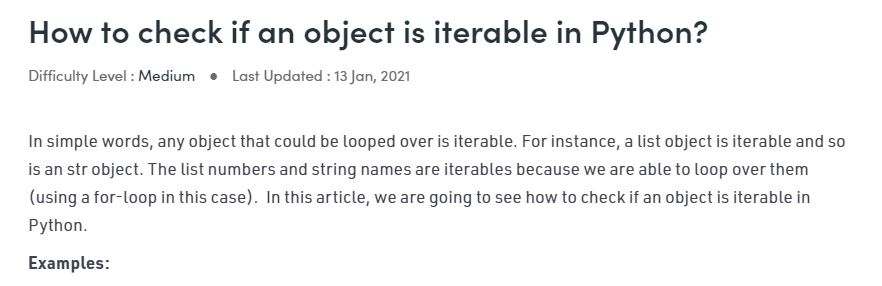 How to check if an object is iterable in Python?
Difficulty Level : Medium ● Last Updated : 13 Jan, 2021
In simple words, any object that could be looped over is iterable. For instance, a list object is iterable and so
is an str object. The list numbers and string names are iterables because we are able to loop over them
(using a for-loop in this case).  In this article, we are going to see how to check if an object is iterable in
Python.
Examples: